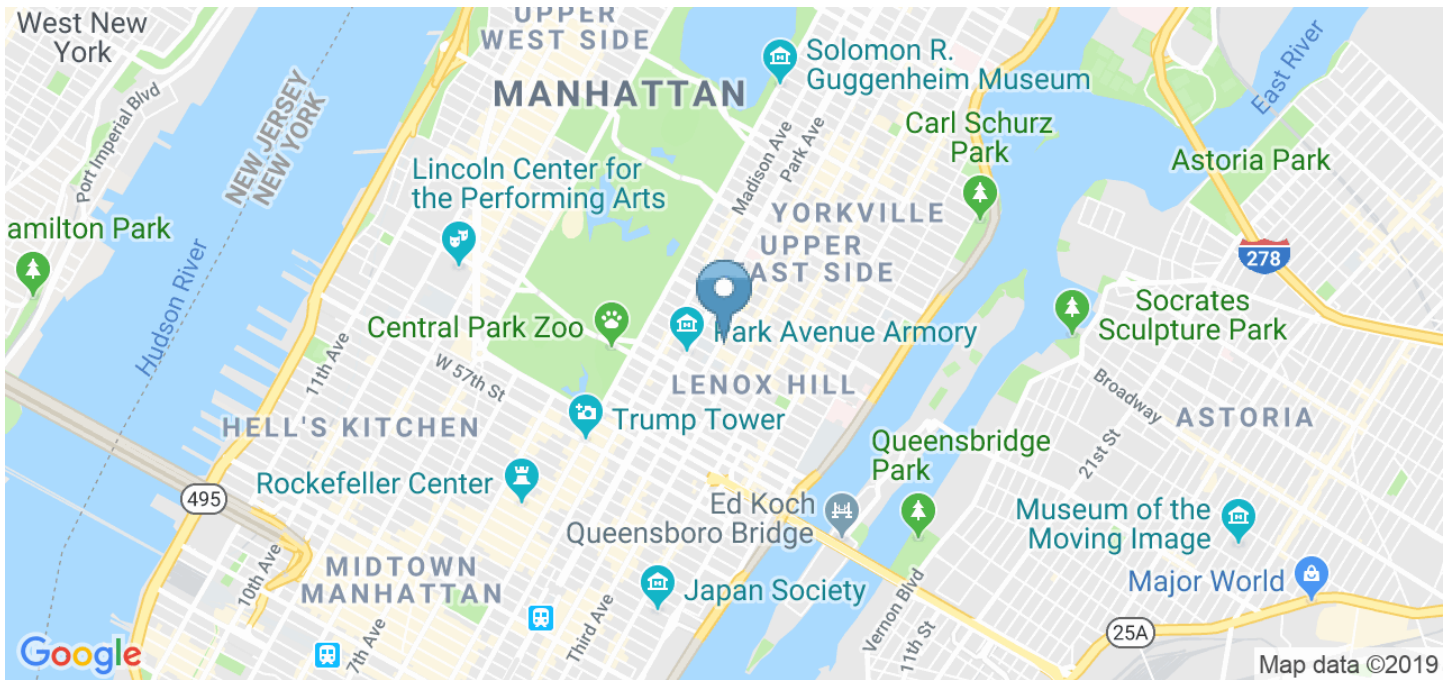 West New
York
UPPER
WEST SIDE
MANHATTAN
Solomon R.
Guggenheim Museum
East River
Port Imperial Blvd
NEW JERSEY
NEW YORK
Carl Schurz
Park
Astoria Park
Madison Ave
Park Ave
Lincoln Center for
the Performing Arts
YORKVILLE
UPPER
EAST SIDE
amilton Park
278
Hudson River
Socrates
Sculpture Park
Central Park Zoo
Park Avenue Armory
11th Ave
W 57th St
LENOX HILL
Broadway
ASTORIA
Trump Tower
HELL'S KITCHEN
Queensbridge
Park
21st St
Rockefeller Center
495
Ed Koch
Queensboro Bridge
Museum of the
Moving Image
MIDTOWN
MANHATTAN
10th Ave
Japan Society
Major World
Third Ave
Vernon Blvd
11th St
25A
7th Ave
Google
Map data ©2019